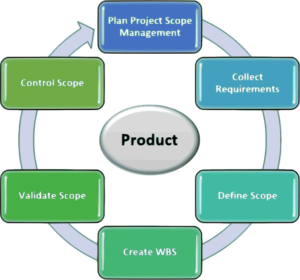 Plan Project Scope
Management
Collect
Requirements
Define Scope
Create WBS
Validate Scope
Control Scope
Product